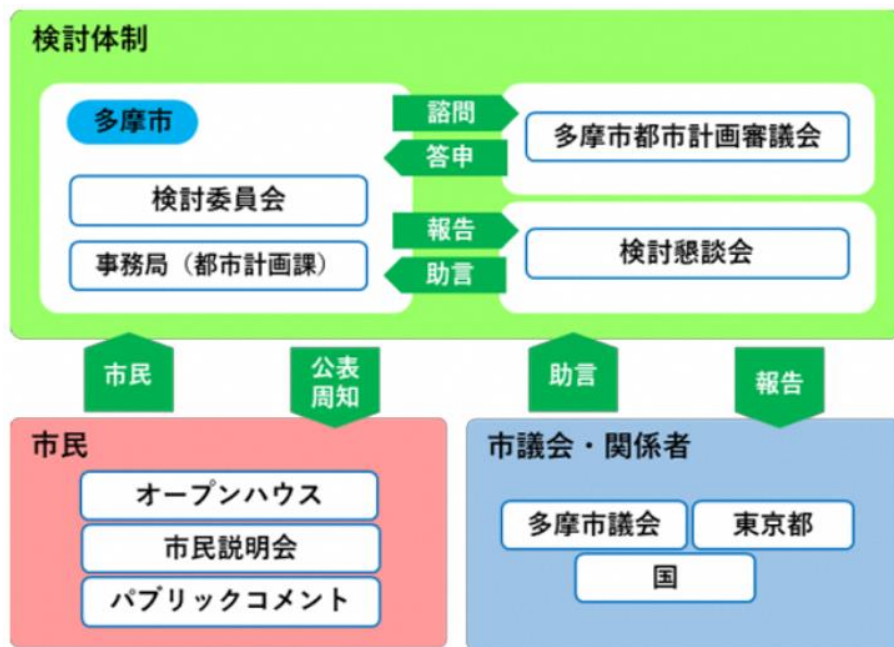 検討体制
多摩市
検討委員会
事務局（都市計画課）
諮問
答申
報告
助言
多摩市都市計画審議会
検討懇談会
市民
公表
周知
助言
報告
市民
オープンハウス
市民説明会
パブリックコメント
市議会・関係者
多摩市議会
東京都
国